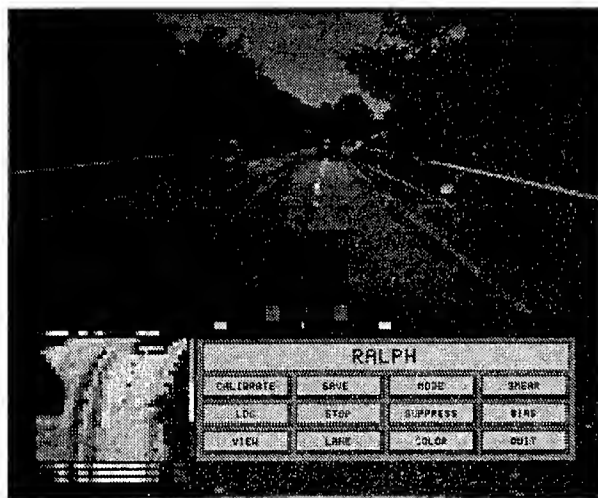 RALPH
CALIBRATE SAVE MODE SMEAR
LOG STOP SUPPRESS BIAS
VIEW LANE COLOR QUIT